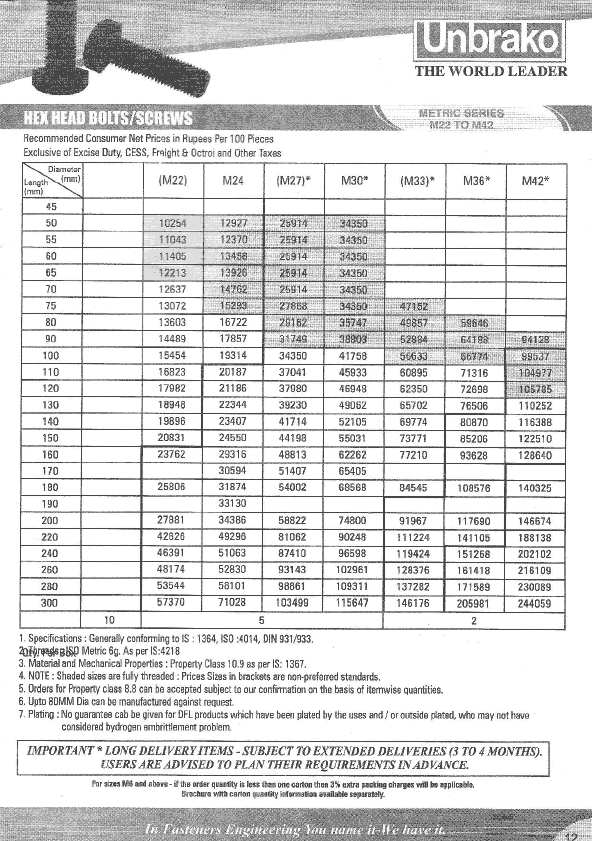 Unbrako
THE WORLD LEADER
HEX HEAD BOLTS/SCREWS
METRIC SERIES
M22 TO M42
Recommended Consumer Net Prices in Rupees Per 100 Pieces
Exclusive of Excise Duty, CESS, Freight & Octroi and Other Taxes
Diameter (mm) Length (mm) (M22) M24 (M27)* M30* (M33)* M36* M42*
45
50 10254 12927 25914 34350
55 11043 12370 25914 34350
60 11405 13458 25914 34350
65 12213 13926 25914 34350
70 12637 14762 25914 34350
75 13072 15293 27868 34350 47152
80 13603 16722 29162 35747 49857 59646
90 14489 17857 31749 38803 52884 64188 94128
100 15454 19314 34350 41758 56633 66774 99537
110 16823 20187 37041 45933 60895 71316 104977
120 17982 21186 37980 46948 62350 72698 105785
130 18948 22344 39230 49062 65702 76506 110252
140 19896 23407 41714 52105 69774 80870 116388
150 20831 24550 44198 55031 73771 85206 122510
160 23762 29316 48813 62262 77210 93628 128640
170 30594 51407 65405
180 25806 31874 54002 68568 84545 108576 140325
190 33130
200 27881 34386 58822 74800 91967 117690 146674
220 42826 49296 81062 90248 111224 141105 188138
240 46391 51063 87410 96598 119424 151268 202102
260 48174 52830 93143 102961 128376 161418 216109
280 53544 58101 98861 109311 137282 171589 230089
300 57370 71028 103499 115647 146176 205981 244059
10 5 2
1. Specifications : Generally conforming to IS : 1364, ISO :4014, DIN 931/933.
2. Threads : ISO Metric 6g. As per IS:4218
Qty. Per Box
3. Material and Mechanical Properties : Property Class 10.9 as per IS: 1367.
4. NOTE : Shaded sizes are fully threaded : Prices Sizes in brackets are non-preferred standards.
5. Orders for Property class 8.8 can be accepted subject to our confirmation on the basis of itemwise quantities.
6. Upto 80MM Dia can be manufactured against request.
7. Plating : No guarantee cab be given for DFL products which have been plated by the uses and / or outside plated, who may not have
considered hydrogen embrittlement problem.
IMPORTANT * LONG DELIVERY ITEMS - SUBJECT TO EXTENDED DELIVERIES (3 TO 4 MONTHS).
USERS ARE ADVISED TO PLAN THEIR REQUIREMENTS IN ADVANCE.
For sizes M6 and above - if the order quantity is less than one carton then 3% extra packing charges will be applicable.
Brochure with carton quantity information available separately.
In Fasteners Engineering You name it-We have it.
12